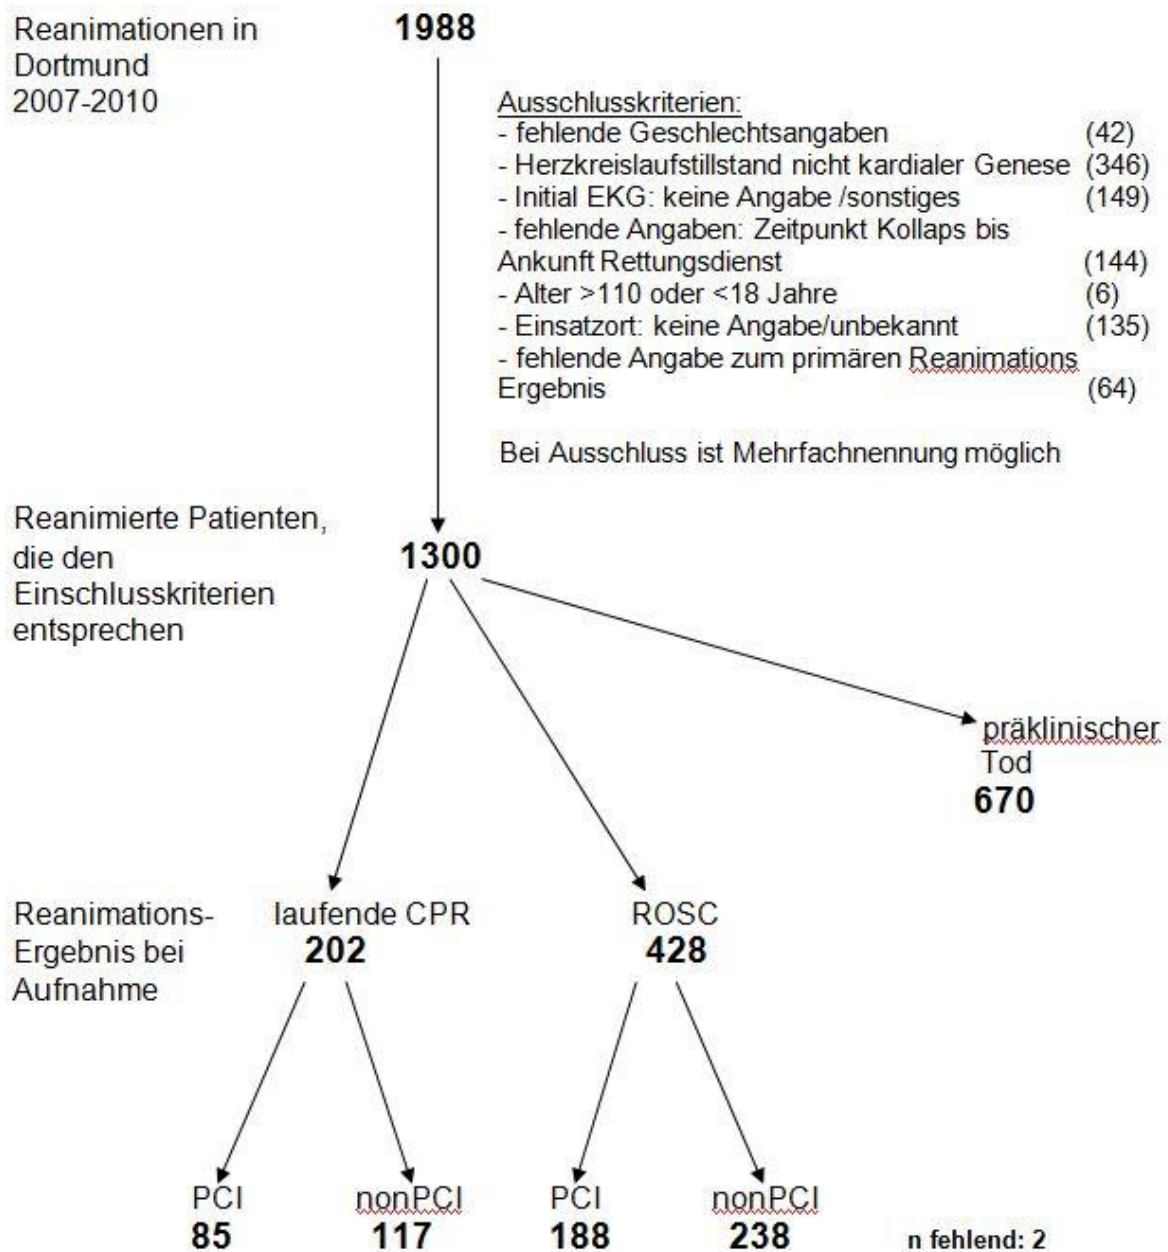 Reanimationen in
Dortmund
2007-2010
1988
Ausschlusskriterien:
- fehlende Geschlechtsangaben (42)
- Herzkreislaufstillstand nicht kardialer Genese (346)
- Initial EKG: keine Angabe /sonstiges (149)
- fehlende Angaben: Zeitpunkt Kollaps bis
Ankunft Rettungsdienst (144)
- Alter >110 oder <18 Jahre (6)
- Einsatzort: keine Angabe/unbekannt (135)
- fehlende Angabe zum primären Reanimations
Ergebnis (64)
Bei Ausschluss ist Mehrfachnennung möglich
Reanimierte Patienten,
die den
Einschlusskriterien
entsprechen
1300
präklinischer
Tod
670
Reanimations-
Ergebnis bei
Aufnahme
laufende CPR
202
ROSC
428
PCI
85
nonPCI
117
PCI
188
nonPCI
238
n fehlend: 2